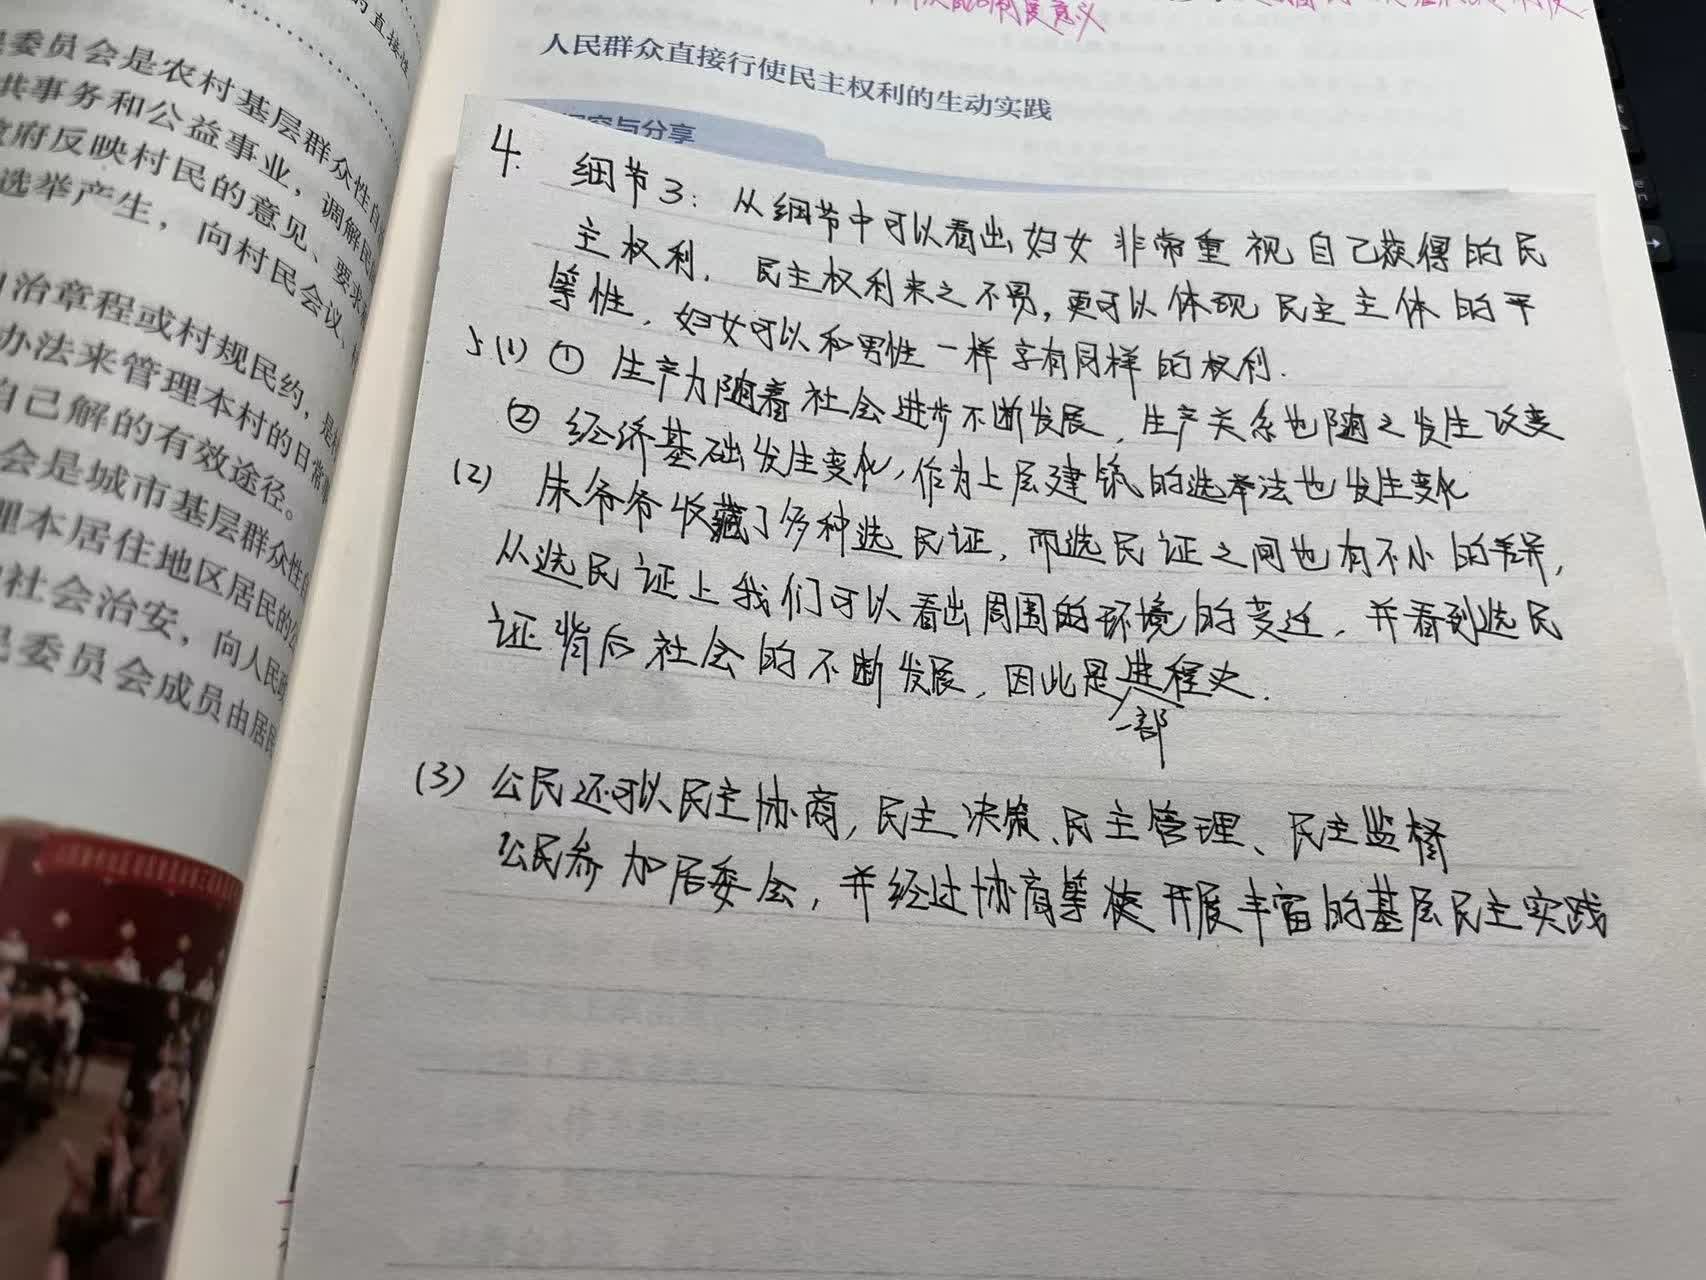 的直接性
委员会是农村基层群众性自
共事务和公益事业，调解民
政府反映村民的意见、要求
选举产生，向村民会议、
治章程或村规民约，是
办法来管理本村的日常事
自己解的有效途径。
会是城市基层群众性自
理本居住地区居民的公
社会治安，向人民政
委员会成员由居民
制度意义
人民群众直接行使民主权利的生动实践
与分享
4. 细节3：从细节中可以看出妇女非常重视自己获得的民
主权利．民主权利来之不易，更可以体现民主主体的平
等性．妇女可以和男性一样享有同样的权利．
5(1) ① 生产力随着社会进步不断发展，生产关系也随之发生改变
② 经济基础发生变化，作为上层建筑的选举法也发生变化
(2) 朱爷爷收藏了多种选民证，而选民证之间也有不小的差异，
从选民证上我们可以看出周围的环境的变迁．并看到选民
证背后社会的不断发展，因此是进程史．
一部
(3) 公民还可以民主协商，民主决策、民主管理、民主监督
公民参加居委会，并经过协商等 开展丰富的基层民主实践